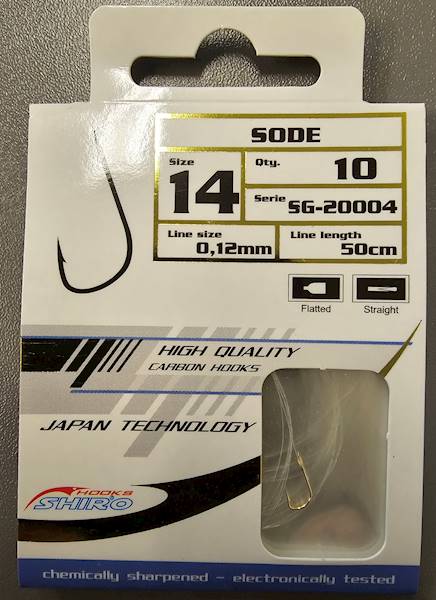 SODE
Size
14
Qty.
10
Serie
SG-20004
Line size
0,12mm
Line length
50cm
Flatted
Straight
HIGH QUALITY
CARBON HOOKS
JAPAN TECHNOLOGY
HOOKS
SHIRO
chemically sharpened - electronically tested